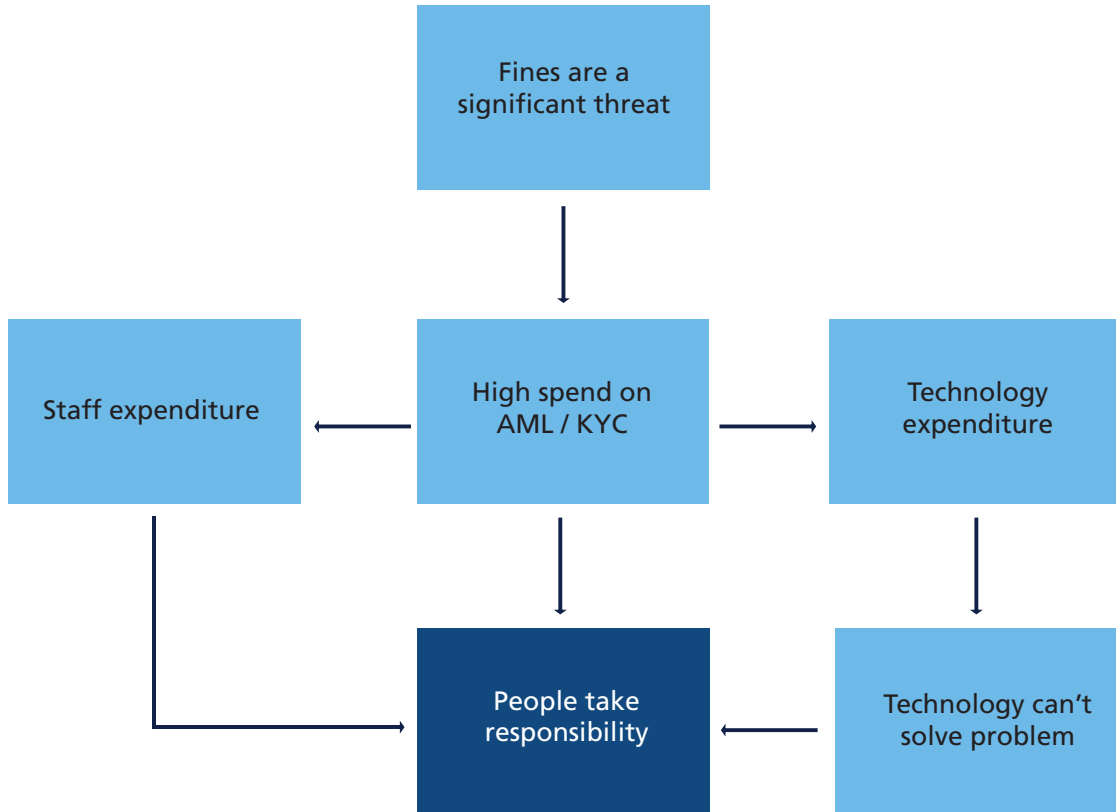 Fines are a
significant threat
Staff expenditure
High spend on
AML / KYC
Technology
expenditure
People take
responsibility
Technology can’t
solve problem